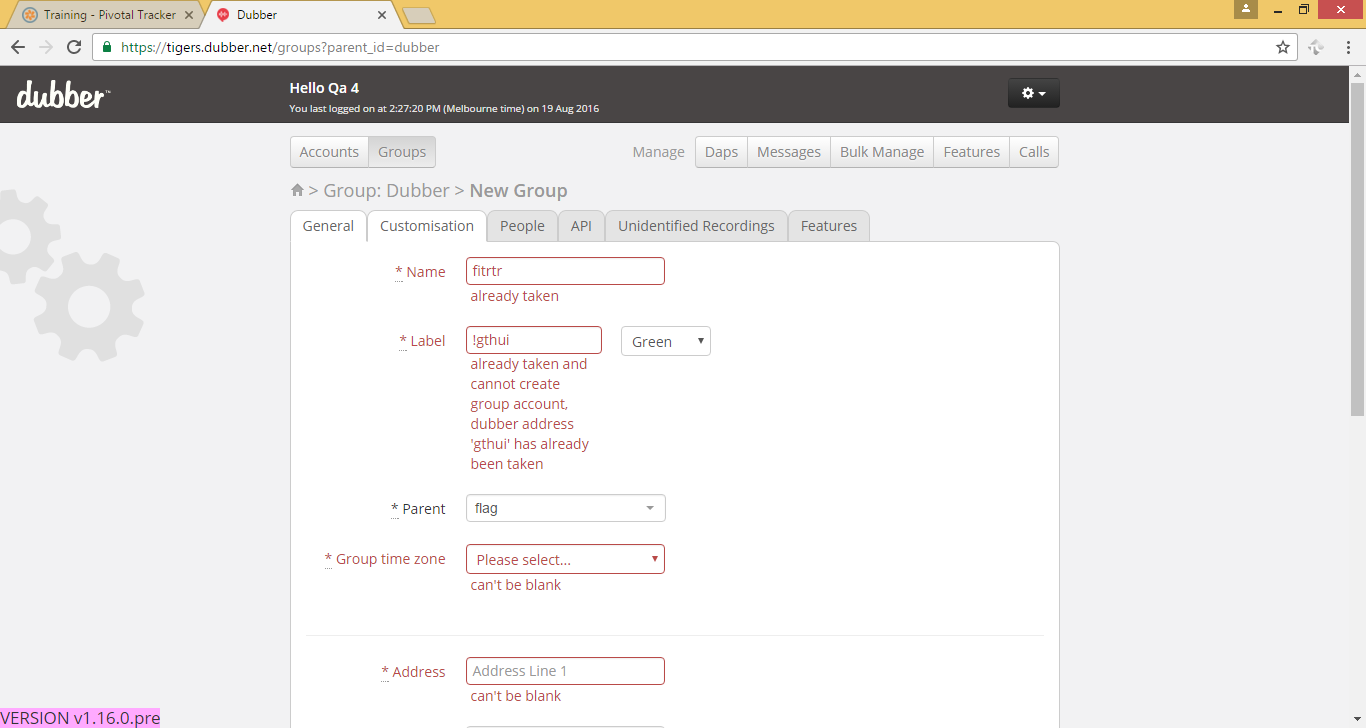 Training - Pivotal Tracker
Dubber
https://tigers.dubber.net/groups?parent_id=dubber
dubber™
Hello Qa 4
You last logged on at 2:27:20 PM (Melbourne time) on 19 Aug 2016
Accounts Groups Manage Daps Messages Bulk Manage Features Calls
> Group: Dubber > New Group
General Customisation People API Unidentified Recordings Features
* Name fitrtr
already taken
* Label !gthui Green
already taken and
cannot create
group account,
dubber address
'gthui' has already
been taken
* Parent flag
* Group time zone Please select...
can't be blank
* Address Address Line 1
can't be blank
VERSION v1.16.0.pre